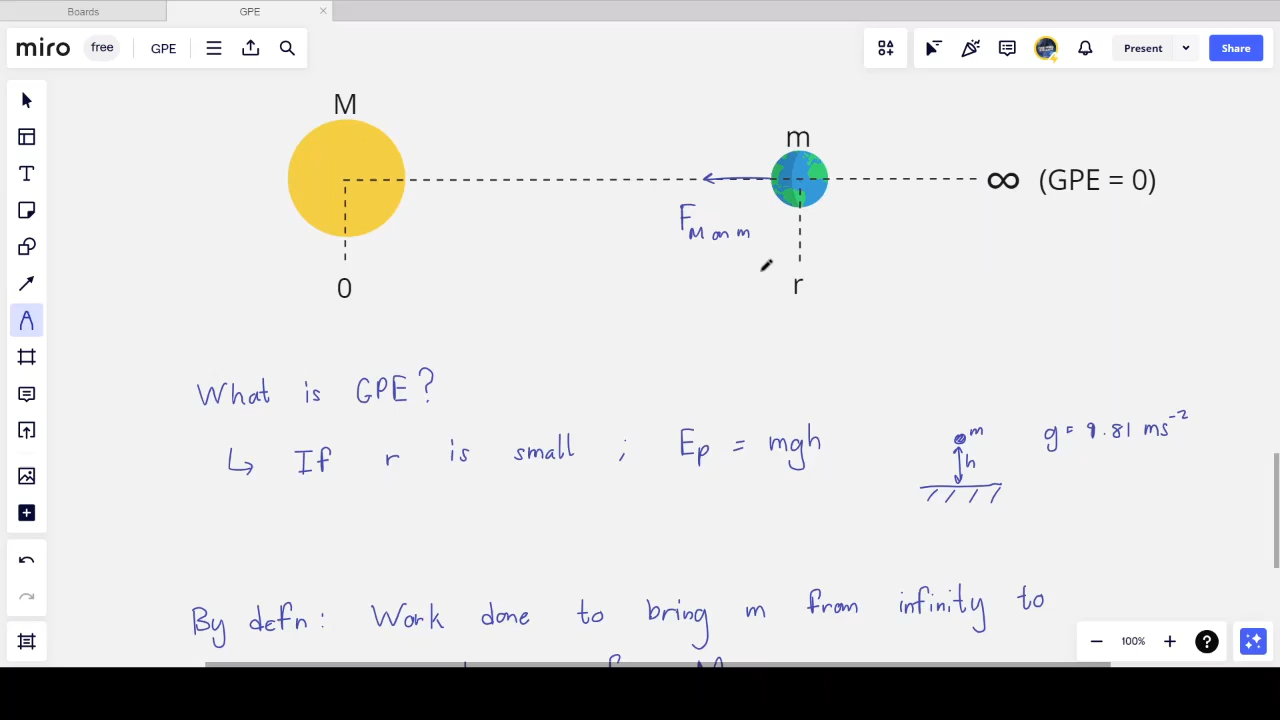 Boards
GPE
miro free GPE
Present
Share
M
m
∞ (GPE = 0)
F M on m
0
r
What is GPE?
↳ If r is small ; Ep = mgh
m
h
g = 9.81 ms⁻²
By defn: Work done to bring m from infinity to
100%